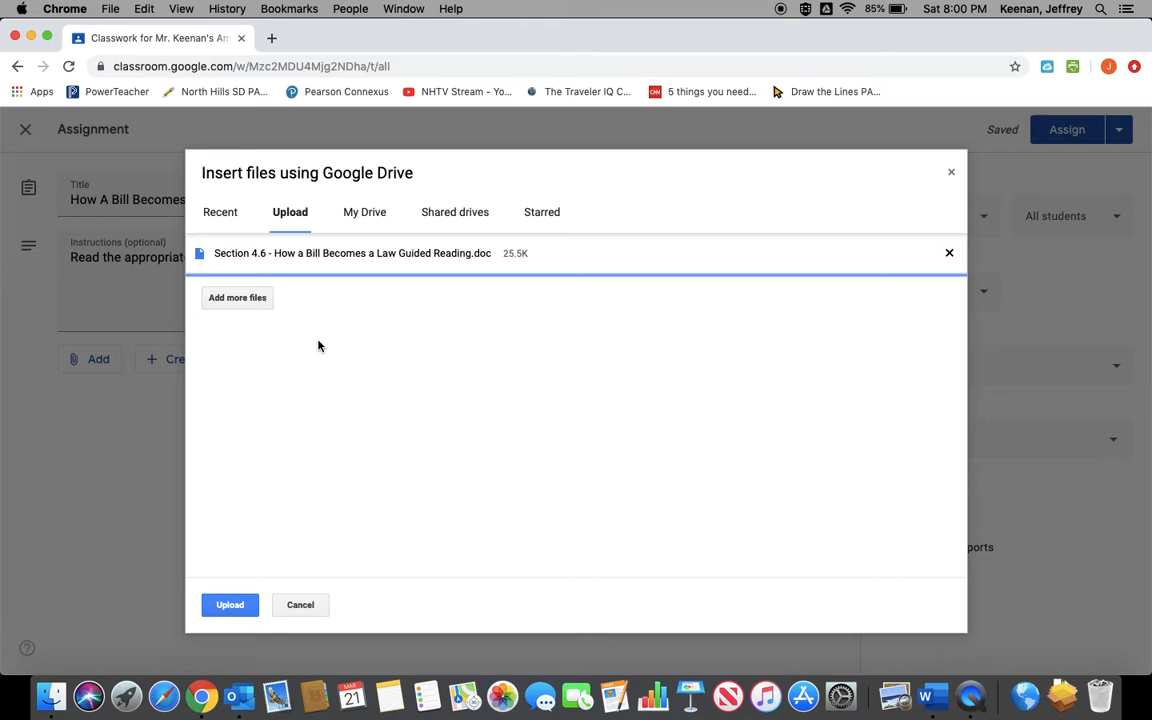 Chrome File Edit View History Bookmarks People Window Help 85% Sat 8:00 PM Keenan, Jeffrey
Classwork for Mr. Keenan's Am
classroom.google.com/w/Mzc2MDU4Mjg2NDha/t/all
Apps PowerTeacher North Hills SD PA... Pearson Connexus NHTV Stream - Yo... The Traveler IQ C... CNN 5 things you need... Draw the Lines PA...
Assignment Saved Assign
Insert files using Google Drive
Title
How A Bill Becomes
All students
Recent Upload My Drive Shared drives Starred
Instructions (optional)
Read the appropriat
Section 4.6 - How a Bill Becomes a Law Guided Reading.doc 25.5K
Add more files
Add + Cre
ports
Upload Cancel
MAR
21